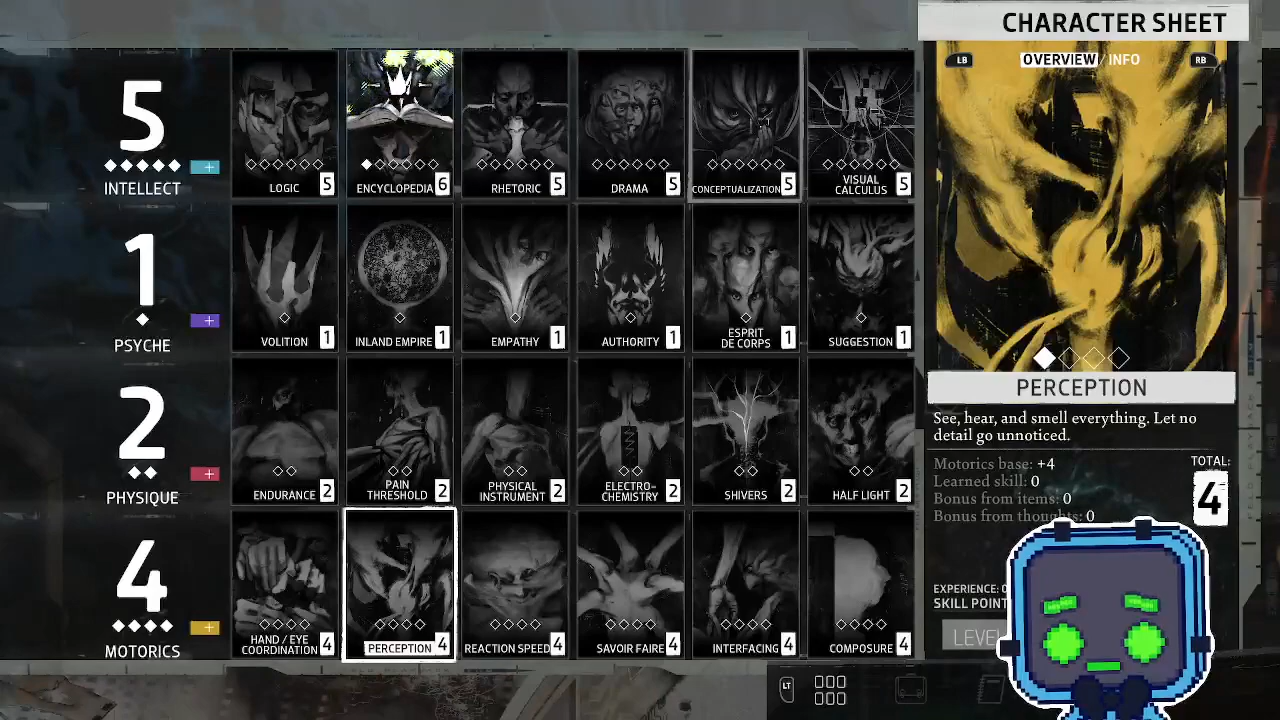 CHARACTER SHEET
LB OVERVIEW / INFO RB
5
INTELLECT
+
LOGIC 5
ENCYCLOPEDIA 6
RHETORIC 5
DRAMA 5
CONCEPTUALIZATION 5
VISUAL
CALCULUS 5
1
PSYCHE
+
VOLITION 1
INLAND EMPIRE 1
EMPATHY 1
AUTHORITY 1
ESPRIT
DE CORPS 1
SUGGESTION 1
2
PHYSIQUE
+
ENDURANCE 2
PAIN
THRESHOLD 2
PHYSICAL
INSTRUMENT 2
ELECTRO-
CHEMISTRY 2
SHIVERS 2
HALF LIGHT 2
4
MOTORICS
+
HAND / EYE
COORDINATION 4
PERCEPTION 4
REACTION SPEED 4
SAVOIR FAIRE 4
INTERFACING 4
COMPOSURE 4
PERCEPTION
See, hear, and smell everything. Let no
detail go unnoticed.
Motorics base: +4
Learned skill: 0
Bonus from items: 0
Bonus from thoughts: 0
TOTAL:
4
EXPERIENCE:
SKILL POINT
LEVE
LT